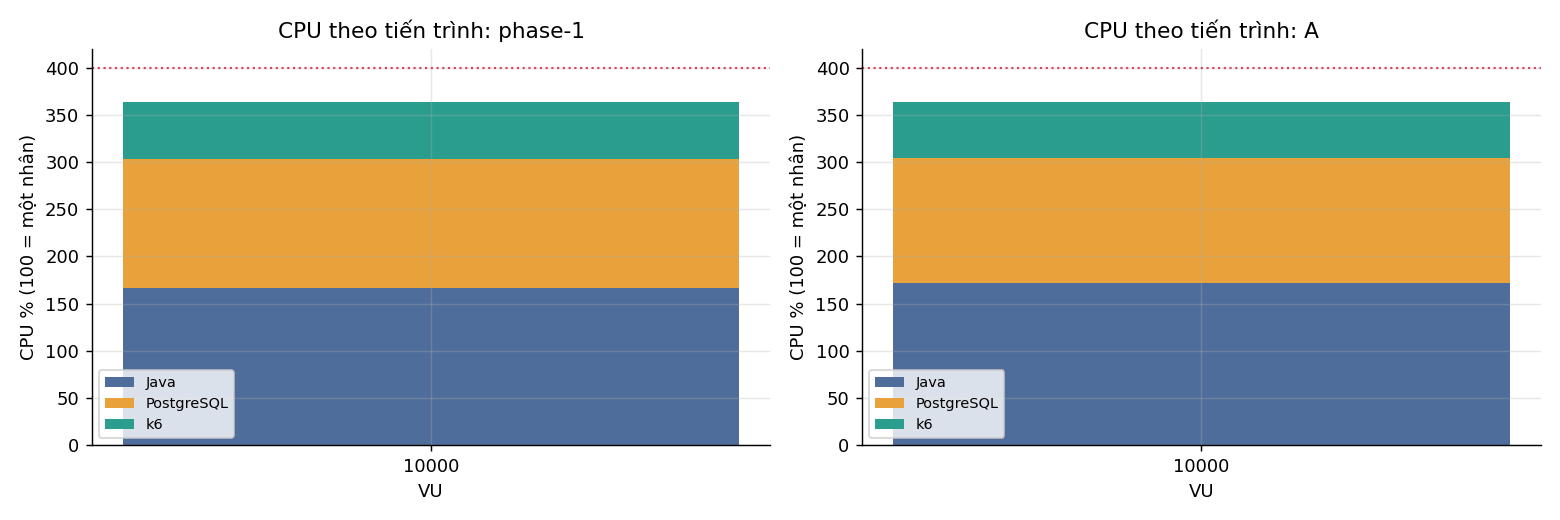 CPU theo tiến trình: phase-1
CPU % (100 = một nhân)
400
350
300
250
200
150
100
50
0
Java
PostgreSQL
k6
10000
VU
CPU theo tiến trình: A
CPU % (100 = một nhân)
400
350
300
250
200
150
100
50
0
Java
PostgreSQL
k6
10000
VU